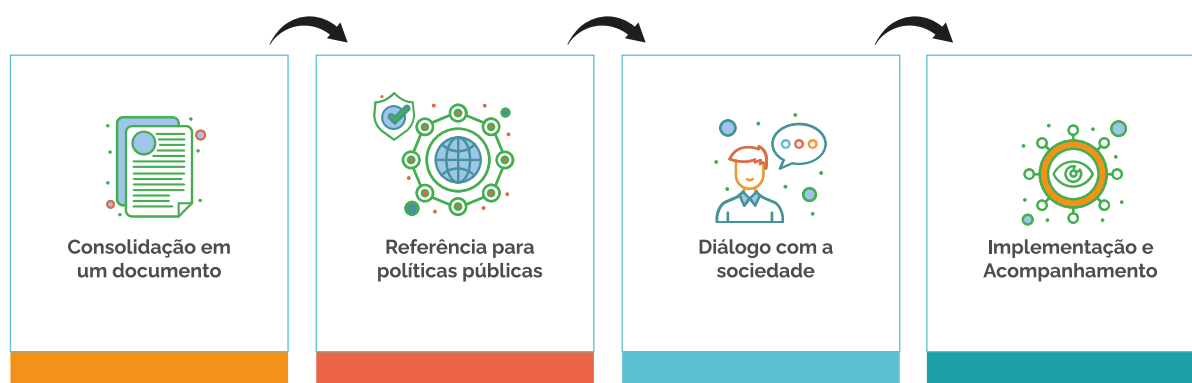 Consolidação em
um documento
Referência para
políticas públicas
Diálogo com a
sociedade
Implementação e
Acompanhamento